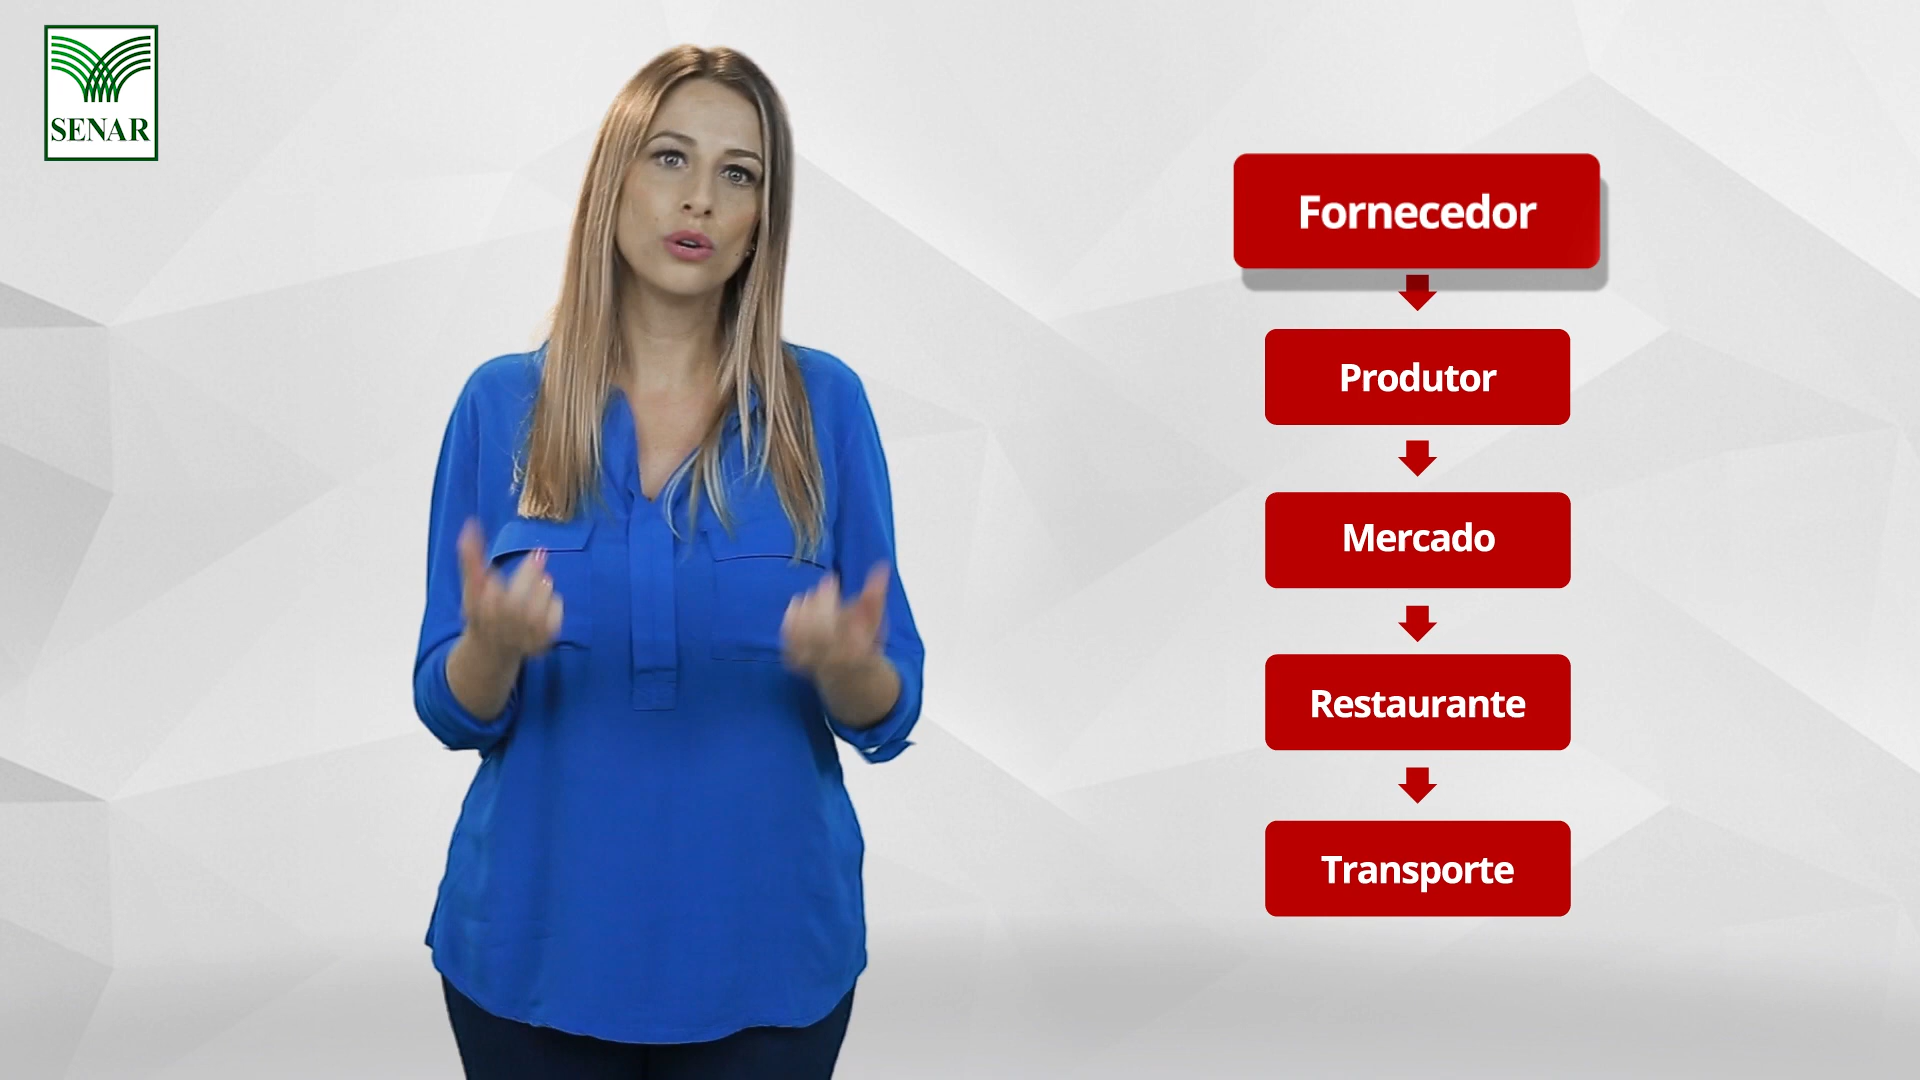 SENAR
Fornecedor
Produtor
Mercado
Restaurante
Transporte